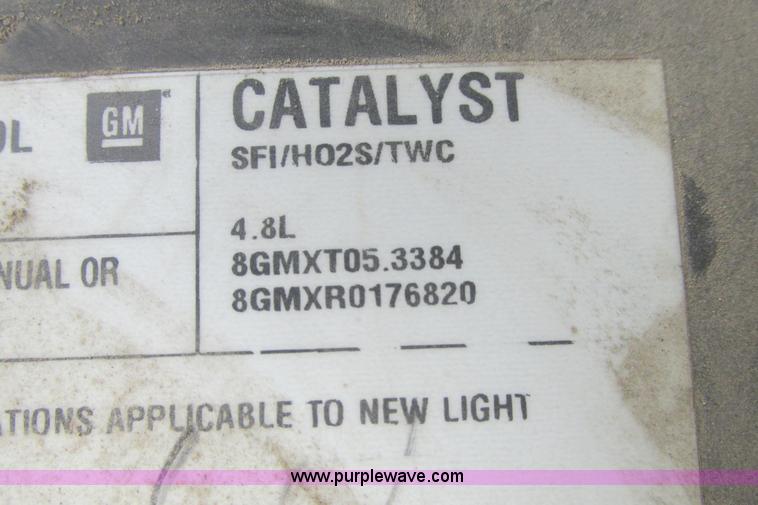 CATALYST
GM
OL
SFI/HO2S/TWC
4.8L
NUAL OR
8GMXT05.3384
8GMXR0176820
ATIONS APPLICABLE TO NEW LIGHT
www.purplewave.com